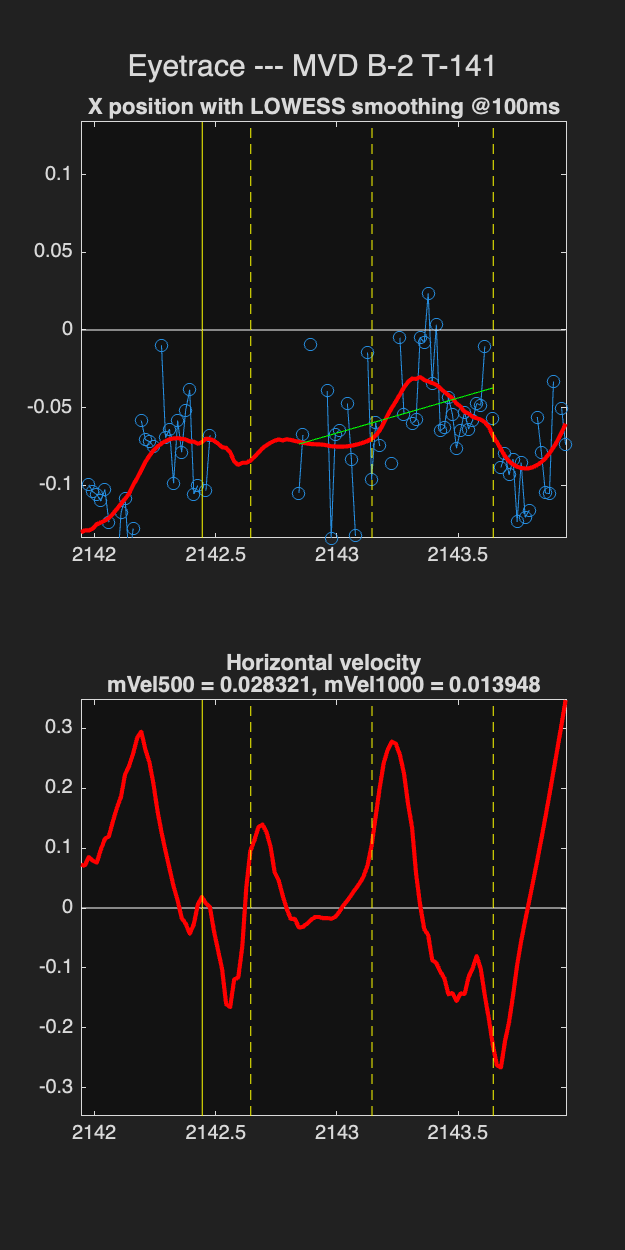 Eyetrace --- MVD B-2 T-141
X position with LOWESS smoothing @100ms
0.1
0.05
0
-0.05
-0.1
2142 2142.5 2143 2143.5
Horizontal velocity
mVel500 = 0.028321, mVel1000 = 0.013948
0.3
0.2
0.1
0
-0.1
-0.2
-0.3
2142 2142.5 2143 2143.5